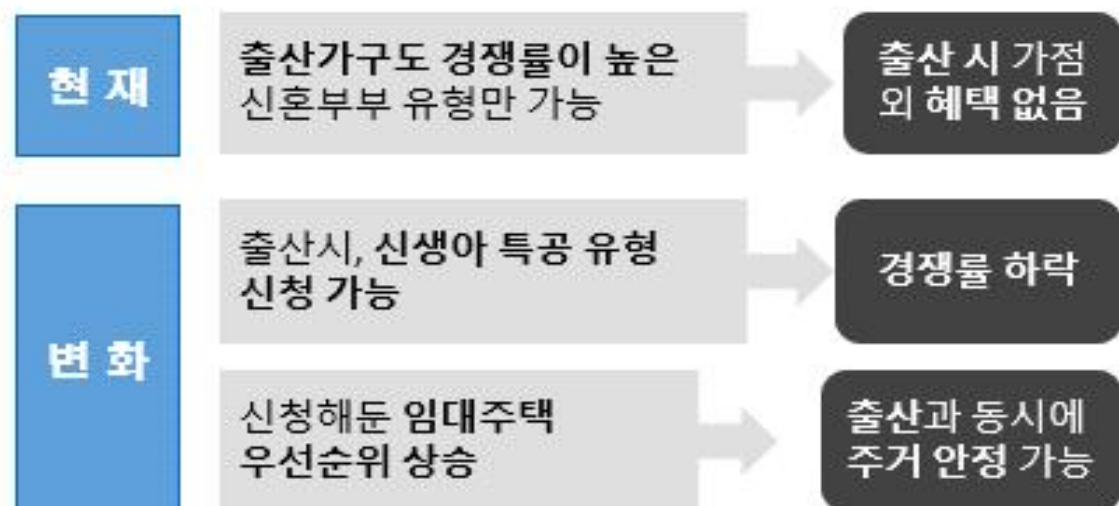 현 재
출산가구도 경쟁률이 높은
신혼부부 유형만 가능
출산 시 가점
외 혜택 없음
변 화
출산시, 신생아 특공 유형
신청 가능
경쟁률 하락
신청해둔 임대주택
우선순위 상승
출산과 동시에
주거 안정 가능